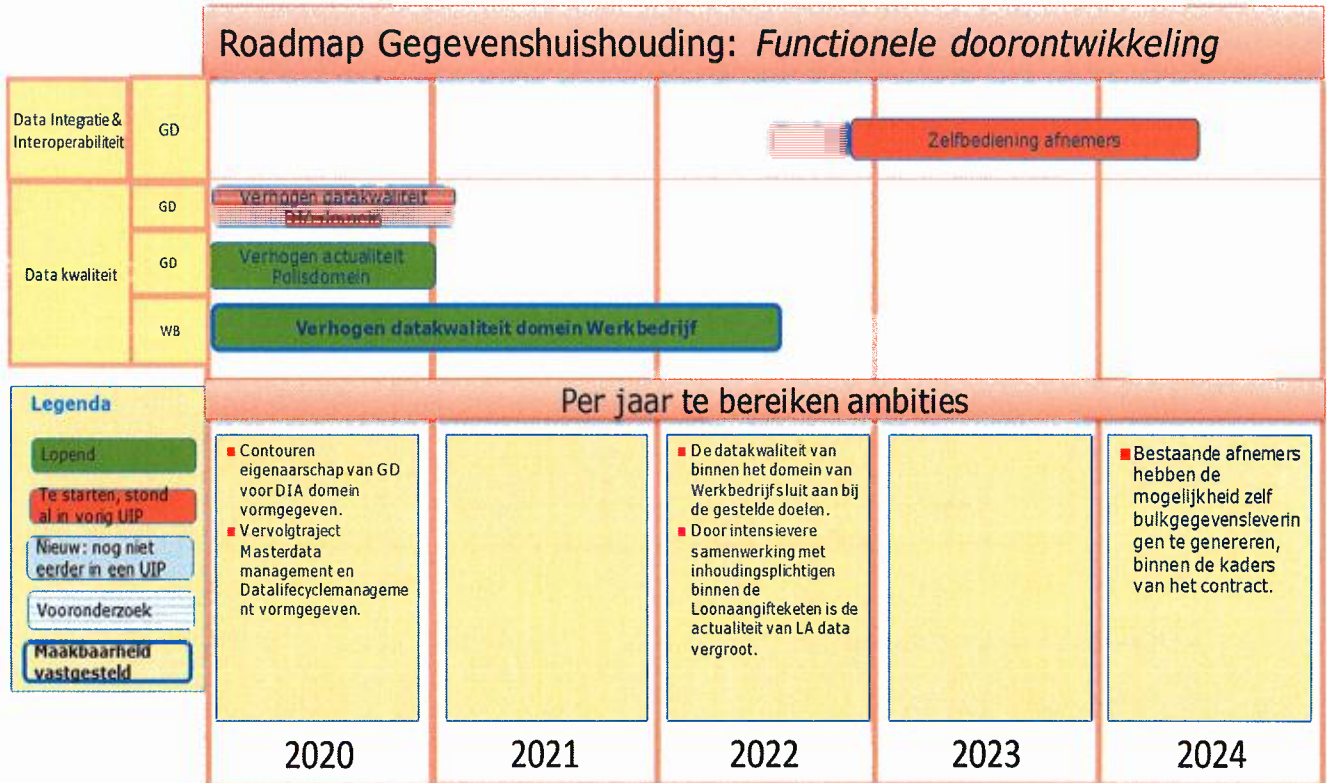 Roadmap Gegevenshuishouding: Functionele doorontwikkeling
Data Integratie &
Interoperabiliteit
GD
Zelfbediening afnemers
Data kwaliteit
GD
Verhogen datakwaliteit
GD
Verhogen actualiteit
Polisdomein
WB
Verhogen datakwaliteit domein Werkbedrijf
Legenda
Lopend
Te starten, stond
al in vorig UIP
Nieuw: nog niet
eerder in een UIP
Vooronderzoek
Maakbaarheid
vastgesteld
Per jaar te bereiken ambities
Contouren
eigenaarschap van GD
voor DIA domein
vormgegeven.
Vervolgtraject
Masterdata
management en
Datalifecyclemanageme
nt vormgegeven.
De datakwaliteit van
binnen het domein van
Werkbedrijf sluit aan bij
de gestelde doelen.
Door intensievere
samenwerking met
inhoudingsplichtigen
binnen de
Loonaangifteketen is de
actualiteit van LA data
vergroot.
Bestaande afnemers
hebben de
mogelijkheid zelf
bulkgegevensleverin
gen te genereren,
binnen de kaders
van het contract.
2020
2021
2022
2023
2024